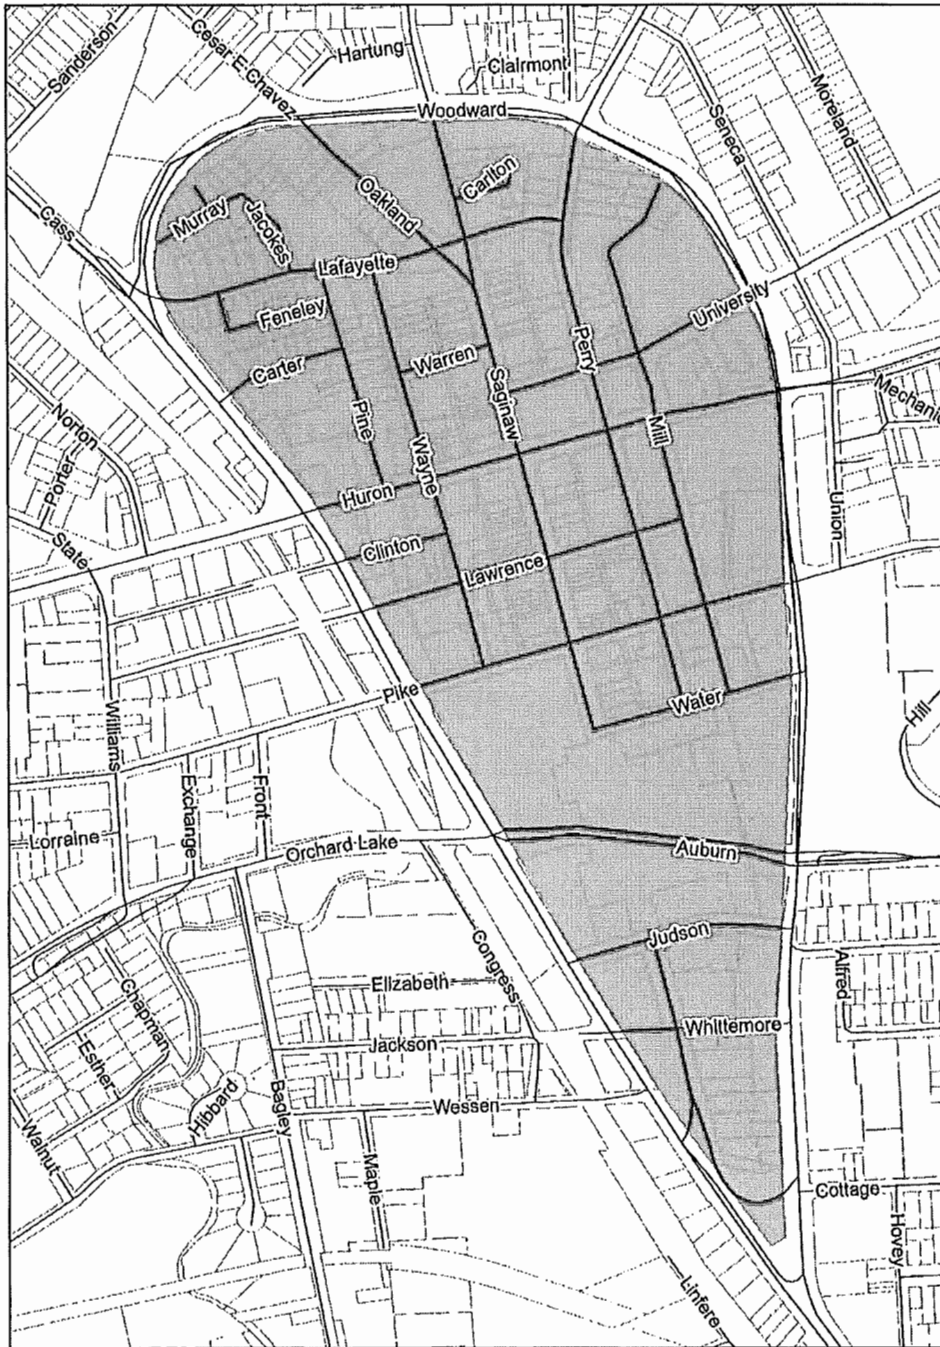 Sanderson
Cesar E Chavez
Hartung
Clairmont
Woodward
Seneca
Moreland
Cass
Murray
Jacokes
Oakland
Carlton
Lafayette
Feneley
University
Carter
Warren
Perry
Saginaw
Pine
Wayne
Mill
Mechanic
Norton
Porter
Huron
State
Clinton
Lawrence
Union
Pike
Water
Williams
Hill
Exchange
Front
Lorraine
Orchard Lake
Auburn
Judson
Congress
Elizabeth
Alfred
Chapman
Whittemore
Jackson
Esther
Hibbard
Bagley
Wessen
Walnut
Maple
Cottage
Hovey
Linfere